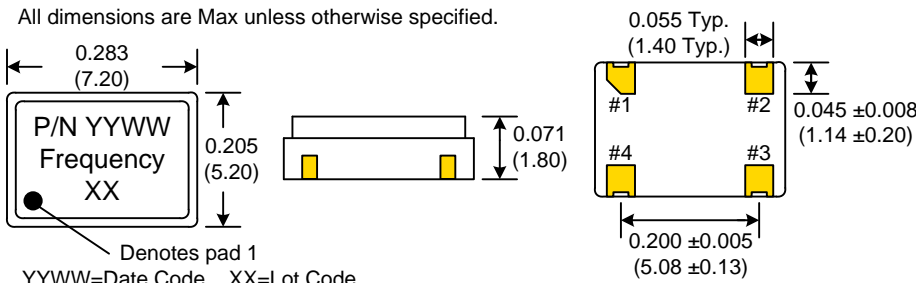 All dimensions are Max unless otherwise specified.
0.283
(7.20)
P/N YYWW
Frequency
XX
0.205
(5.20)
Denotes pad 1
YYWW=Date Code XX=Lot Code
0.071
(1.80)
0.055 Typ.
(1.40 Typ.)
#1
#2
0.045 ±0.008
(1.14 ±0.20)
#4
#3
0.200 ±0.005
(5.08 ±0.13)